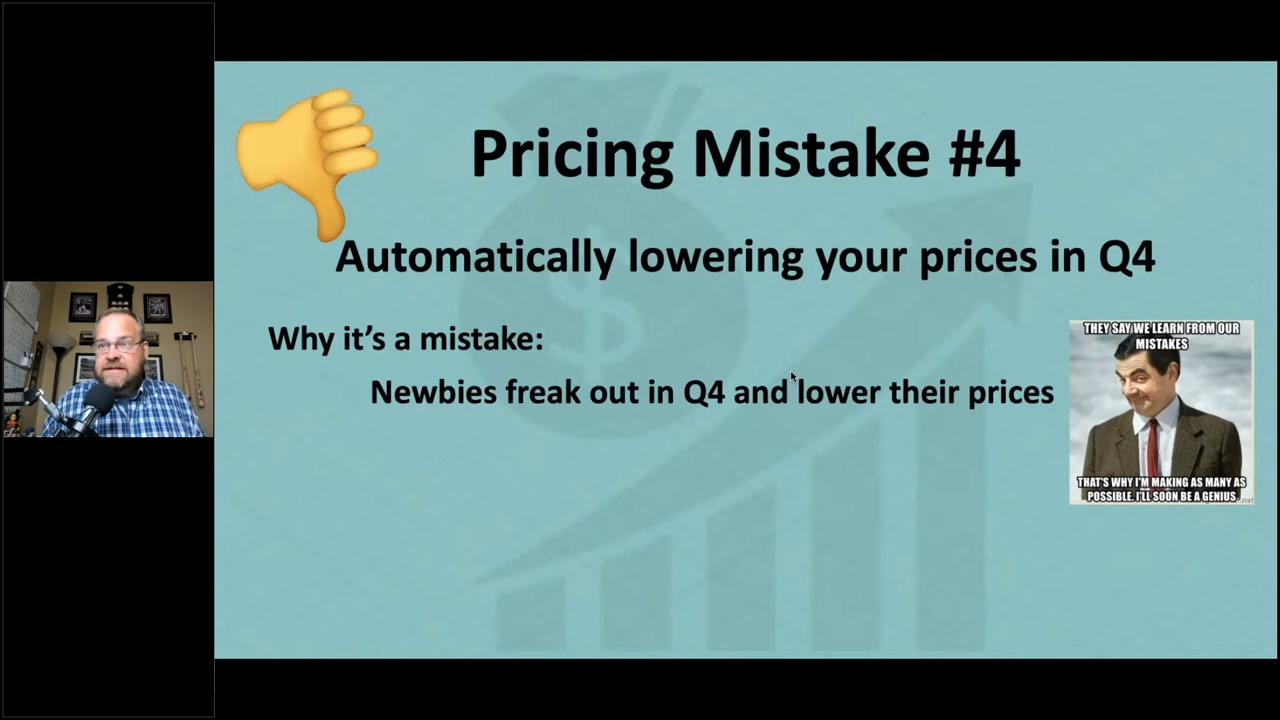 Pricing Mistake #4
Automatically lowering your prices in Q4
Why it's a mistake:
Newbies freak out in Q4 and lower their prices
THEY SAY WE LEARN FROM OUR
MISTAKES
THAT'S WHY I'M MAKING AS MANY AS
POSSIBLE. I'LL SOON BE A GENIUS